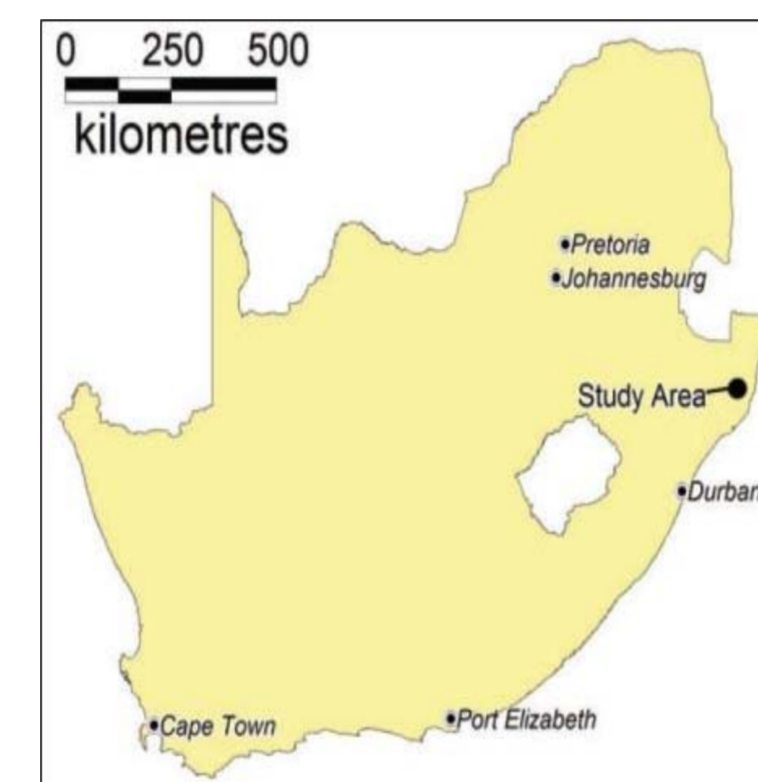 0 250 500
kilometres
Pretoria
Johannesburg
Study Area
Durban
Cape Town
Port Elizabeth